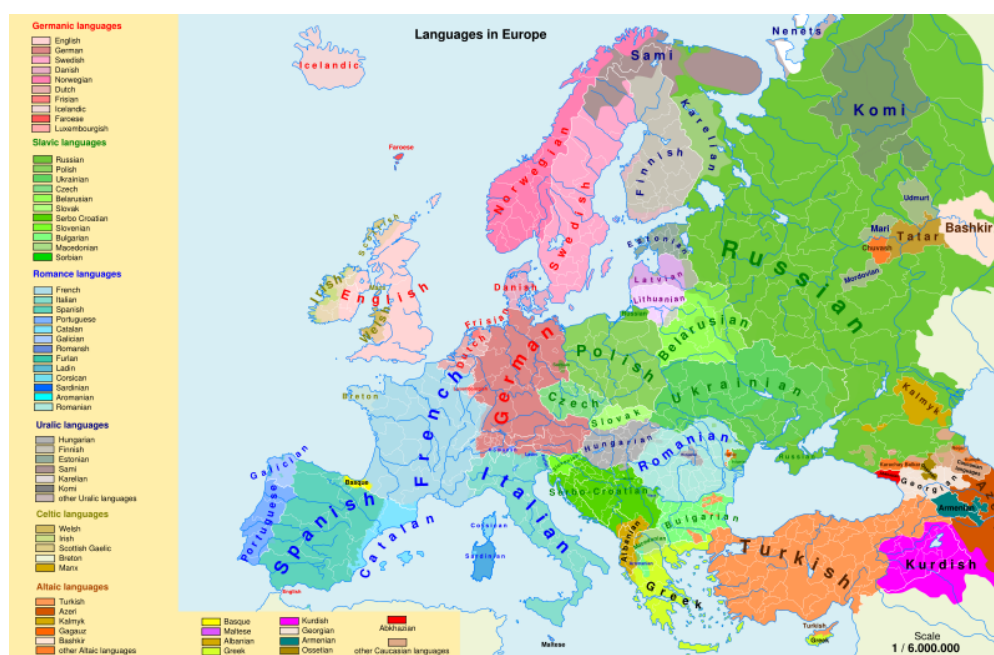 Languages in Europe
Germanic languages
English
German
Swedish
Danish
Norwegian
Dutch
Frisian
Icelandic
Faroese
Luxembourgish
Slavic languages
Russian
Polish
Ukrainian
Czech
Belarusian
Slovak
Serbo Croatian
Slovenian
Bulgarian
Macedonian
Sorbian
Romance languages
French
Italian
Spanish
Portuguese
Catalan
Galician
Romansh
Furlan
Ladin
Corsican
Sardinian
Aromanian
Romanian
Uralic languages
Hungarian
Finnish
Estonian
Sami
Karelian
Komi
other Uralic languages
Celtic languages
Welsh
Irish
Scottish Gaelic
Breton
Manx
Altaic languages
Turkish
Azeri
Kalmyk
Gagauz
Bashkir
other Altaic languages
Basque
Maltese
Albanian
Greek
Kurdish
Georgian
Armenian
Ossetian
Abkhazian
other Caucasian languages
Icelandic
Faroese
Nenets
Sami
Komi
Karelian
Norwegian
Swedish
Finnish
Estonian
Udmurt
Mari
Tatar
Bashkir
Chuvash
Mordovian
Russian
Irish
English
Welsh
Danish
Frisian
Dutch
Latvian
Lithuanian
Russian
Belarusian
German
Polish
Czech
Slovak
Ukrainian
Kalmyk
Breton
French
Hungarian
Romanian
Russian
Galician
Portuguese
Spanish
Basque
Catalan
Corsican
Sardinian
Italian
Serbo-Croatian
Bulgarian
Albanian
Macedonian
Greek
Turkish
Kurdish
Georgian
Armenian
Caucasian
languages
English
Maltese
Turkish
Greek
Scale
1 / 6.000.000